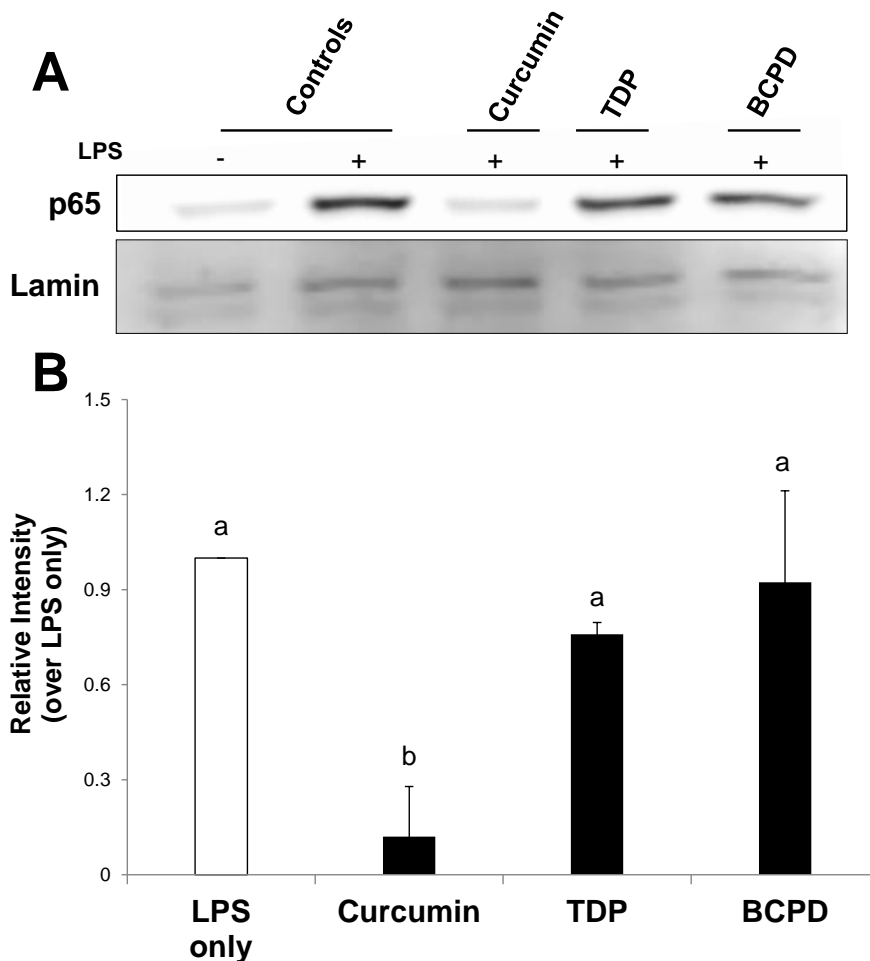 A
Controls
Curcumin
TDP
BCPD
LPS - + + + +
p65
Lamin
B
Relative Intensity
(over LPS only)
1.5
1.2
0.9
0.6
0.3
0
a
b
a
a
LPS
only
Curcumin
TDP
BCPD